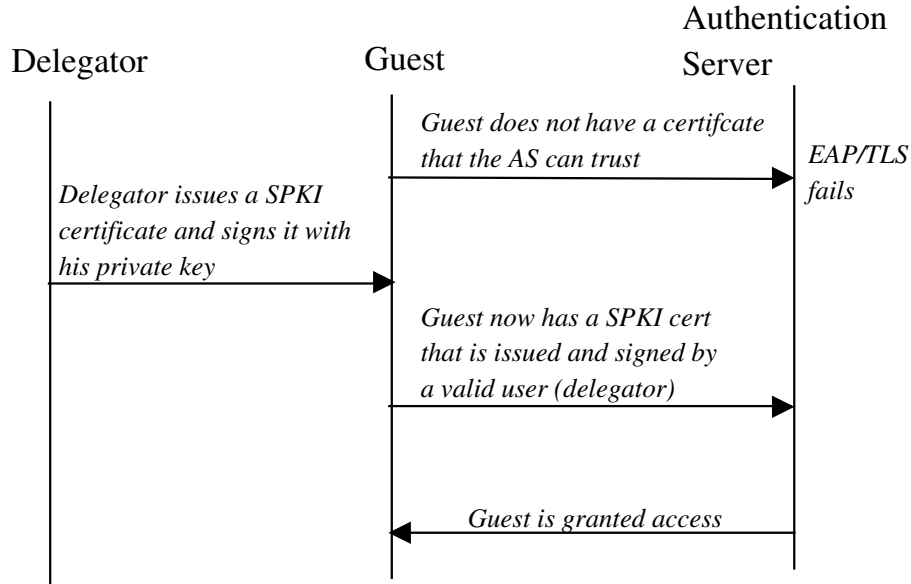 Delegator
Guest
Authentication
Server
Guest does not have a certifcate
that the AS can trust
EAP/TLS
fails
Delegator issues a SPKI
certificate and signs it with
his private key
Guest now has a SPKI cert
that is issued and signed by
a valid user (delegator)
Guest is granted access